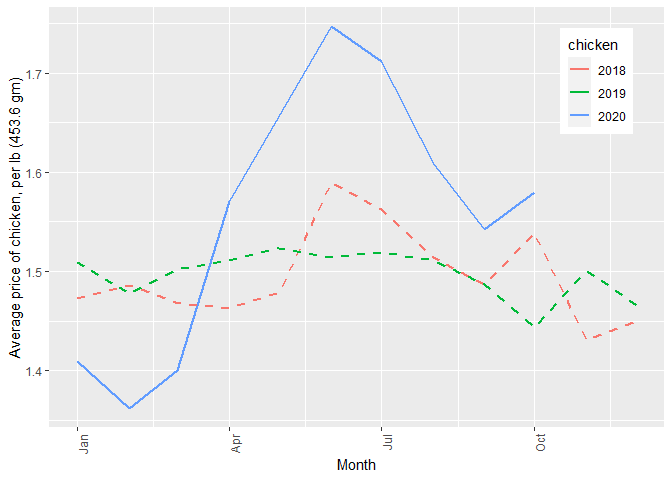 chicken
2018
2019
2020
Average price of chicken, per lb (453.6 gm)
1.7
1.6
1.5
1.4
Jan
Apr
Jul
Oct
Month